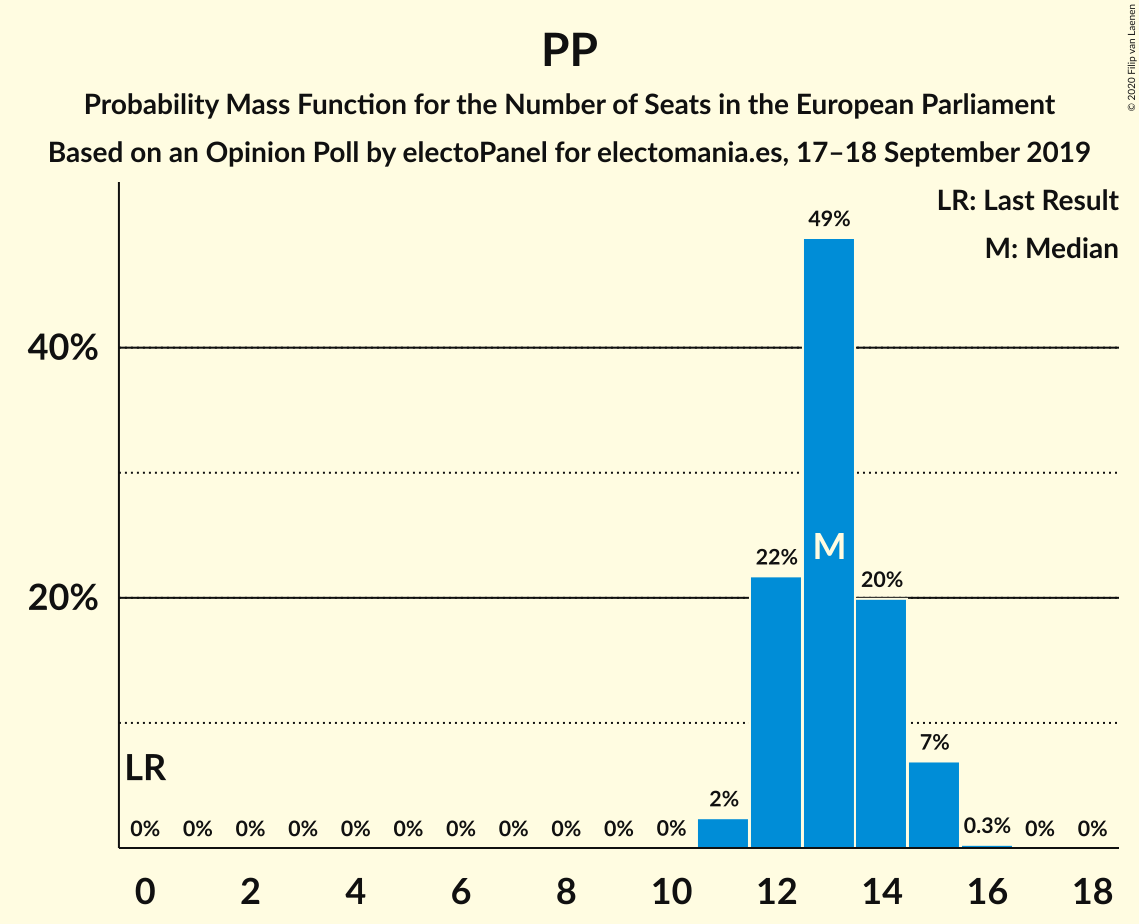 PP
Probability Mass Function for the Number of Seats in the European Parliament
Based on an Opinion Poll by electoPanel for electomania.es, 17–18 September 2019
© 2020 Filip van Laenen
LR: Last Result
M: Median
49%
40%
M
22%
20%
20%
7%
LR
2%
0% 0% 0% 0% 0% 0% 0% 0% 0% 0% 0% 0.3% 0% 0%
0 2 4 6 8 10 12 14 16 18